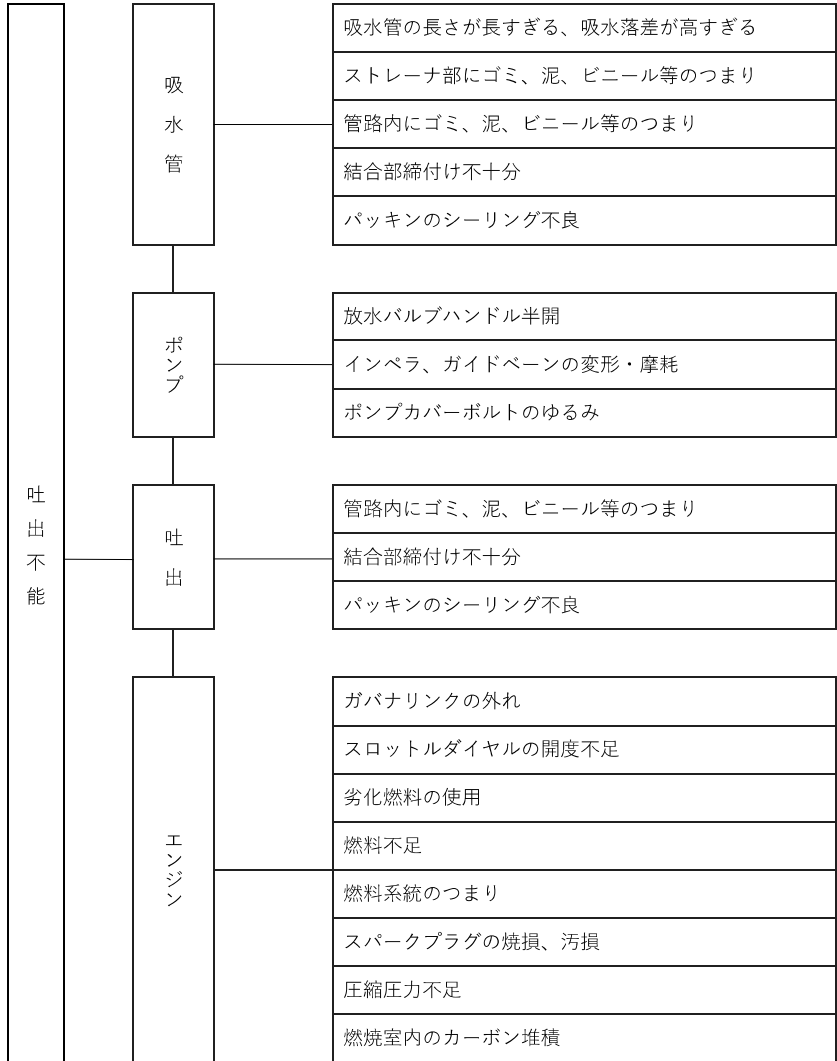 吐出不能
吸水管
吸水管の長さが長すぎる、吸水落差が高すぎる
ストレーナ部にゴミ、泥、ビニール等のつまり
管路内にゴミ、泥、ビニール等のつまり
結合部締付け不十分
パッキンのシーリング不良
ポンプ
放水バルブハンドル半開
インペラ、ガイドベーンの変形・摩耗
ポンプカバーボルトのゆるみ
吐出
管路内にゴミ、泥、ビニール等のつまり
結合部締付け不十分
パッキンのシーリング不良
エンジン
ガバナリンクの外れ
スロットルダイヤルの開度不足
劣化燃料の使用
燃料不足
燃料系統のつまり
スパークプラグの焼損、汚損
圧縮圧力不足
燃焼室内のカーボン堆積